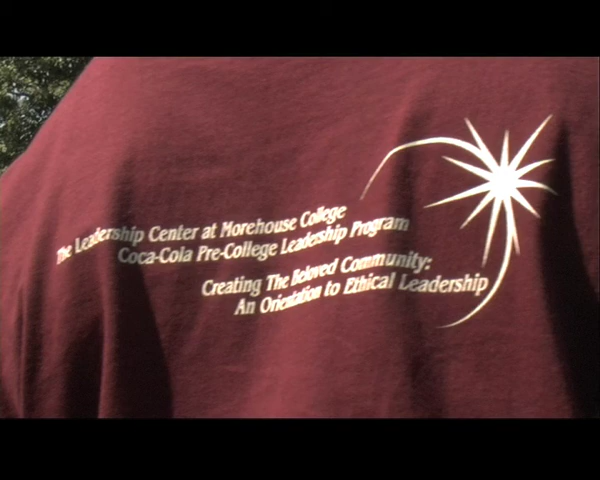 The Leadership Center at Morehouse College
Coca-Cola Pre-College Leadership Program
Creating The Beloved Community:
An Orientation to Ethical Leadership